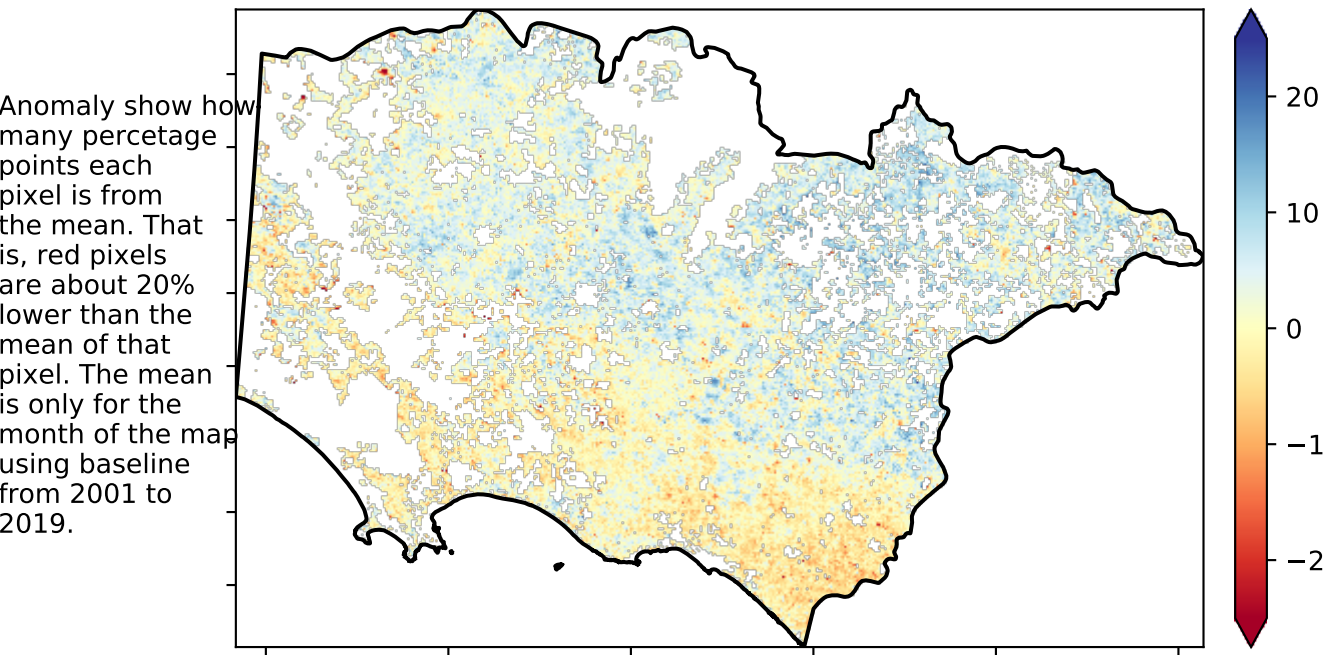 Anomaly show how
many percetage
points each
pixel is from
the mean. That
is, red pixels
are about 20%
lower than the
mean of that
pixel. The mean
is only for the
month of the map
using baseline
from 2001 to
2019.
20
10
0
−1
−2